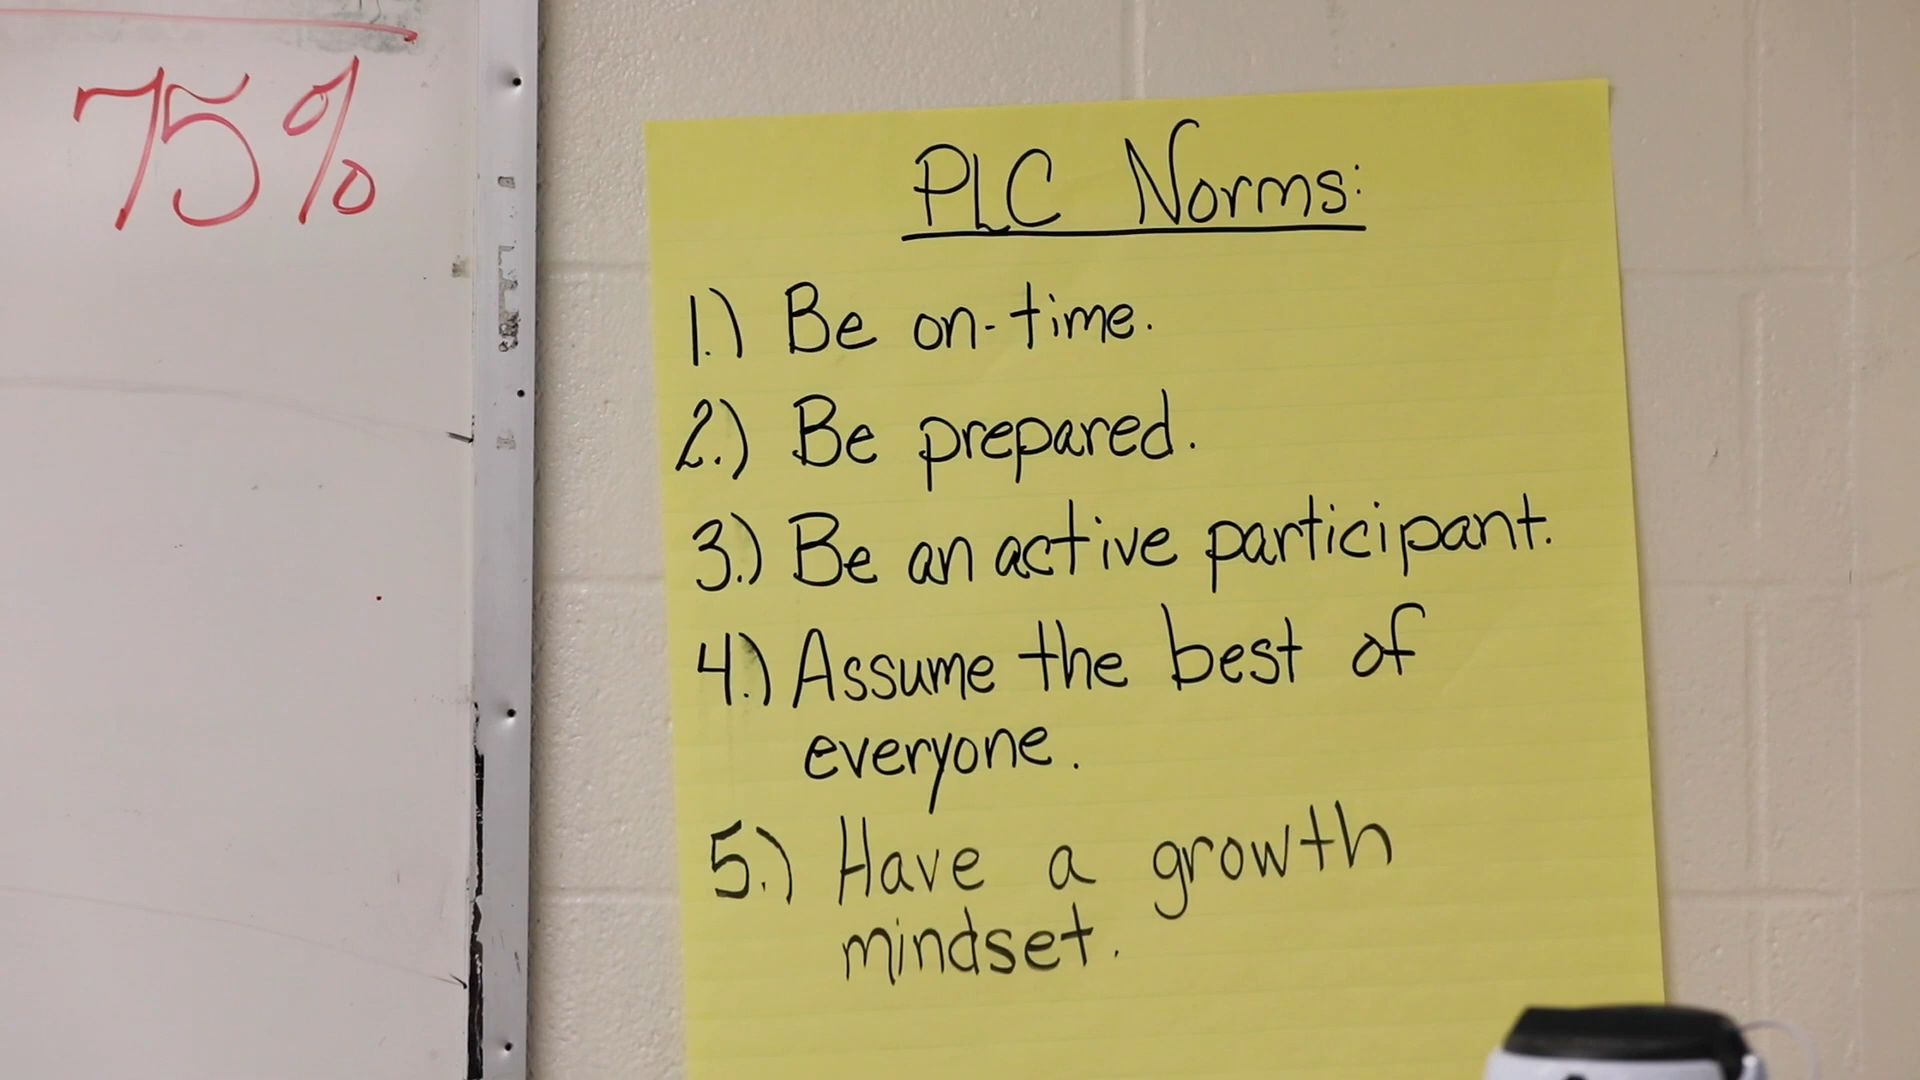 75%
PLC Norms:
1.) Be on-time.
2.) Be prepared.
3.) Be an active participant.
4.) Assume the best of
everyone.
5.) Have a growth
mindset.